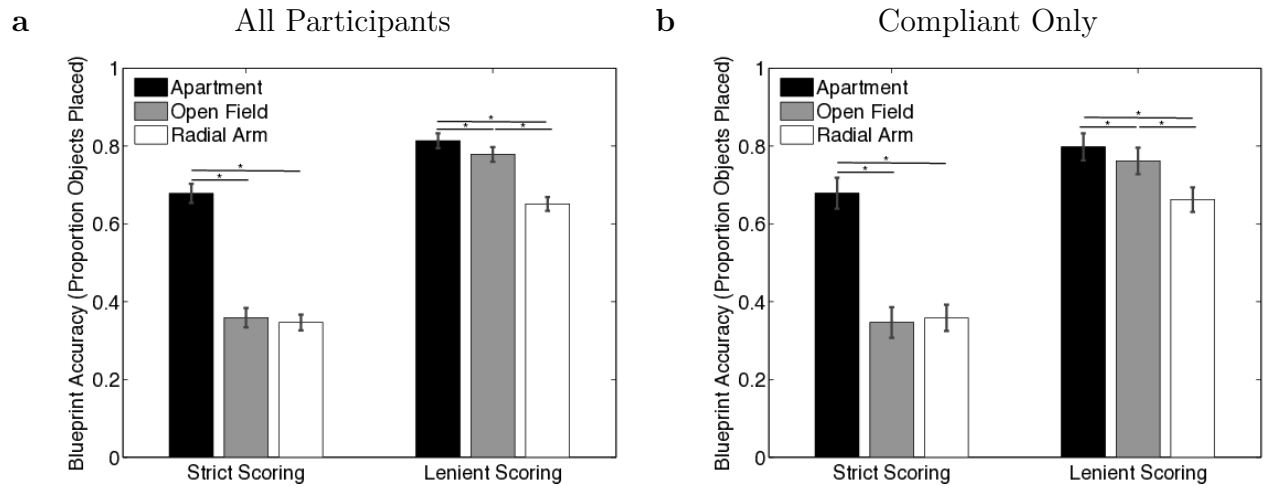 a All Participants
Blueprint Accuracy (Proportion Objects Placed)
1
0.8
0.6
0.4
0.2
0
Apartment
Open Field
Radial Arm
*
*
*
*
*
Strict Scoring Lenient Scoring
b Compliant Only
Blueprint Accuracy (Proportion Objects Placed)
1
0.8
0.6
0.4
0.2
0
Apartment
Open Field
Radial Arm
*
*
*
*
*
Strict Scoring Lenient Scoring